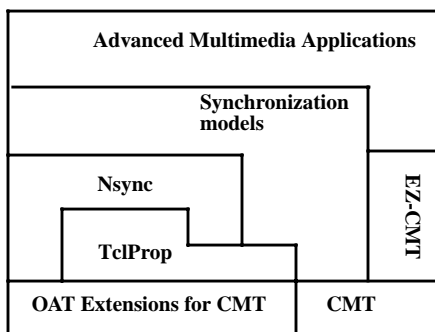 Advanced Multimedia Applications
Synchronization
models
Nsync
EZ-CMT
TclProp
OAT Extensions for CMT
CMT